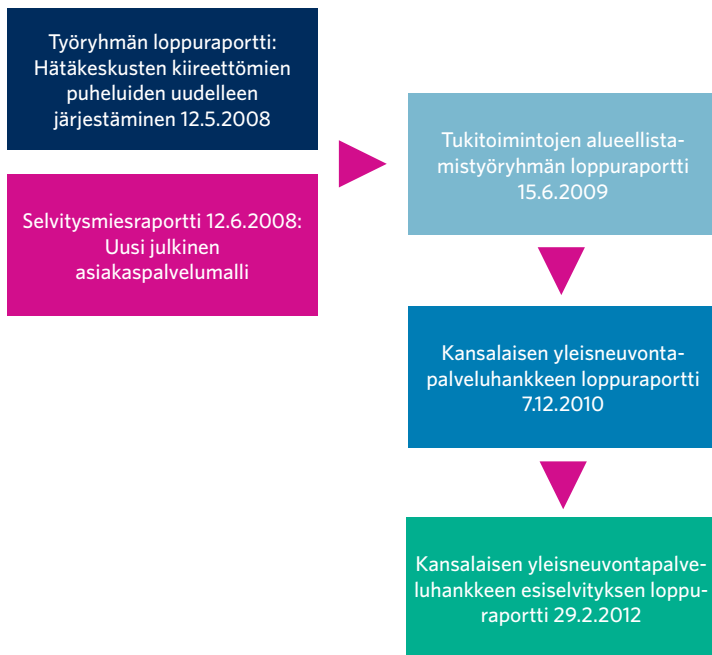 Työryhmän loppuraportti:
Hätäkeskusten kiireettömien
puheluiden uudelleen
järjestäminen 12.5.2008
Selvitysmiesraportti 12.6.2008:
Uusi julkinen
asiakaspalvelumalli
Tukitoimintojen alueellista-
mistyöryhmän loppuraportti
15.6.2009
Kansalaisen yleisneuvonta-
palveluhankkeen loppuraportti
7.12.2010
Kansalaisen yleisneuvontapalve-
luhankkeen esiselvityksen loppu-
raportti 29.2.2012